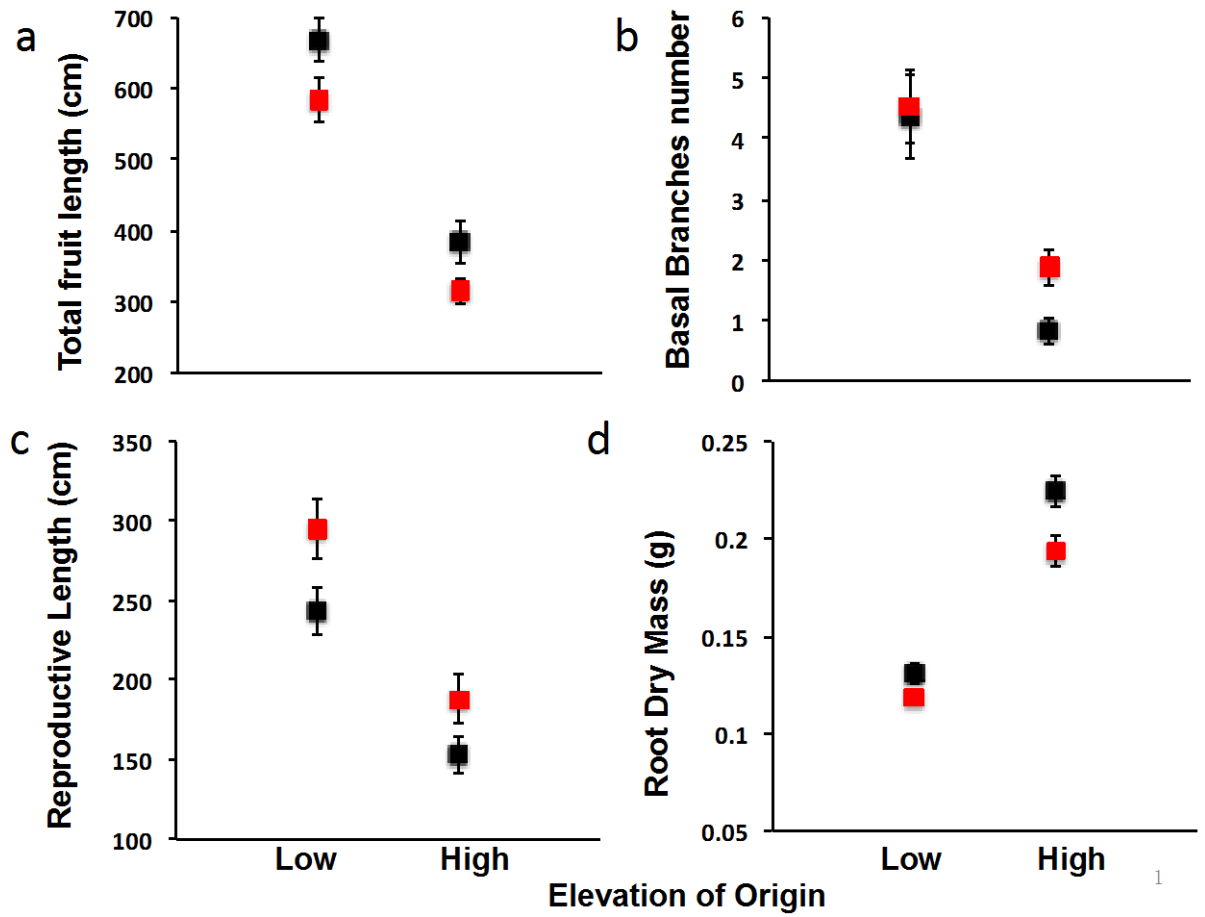 a
Total fruit length (cm)
700
600
500
400
300
200
b
Basal Branches number
6
5
4
3
2
1
0
c
Reproductive Length (cm)
350
300
250
200
150
100
Low
High
d
Root Dry Mass (g)
0.25
0.2
0.15
0.1
0.05
Low
High
Elevation of Origin
1